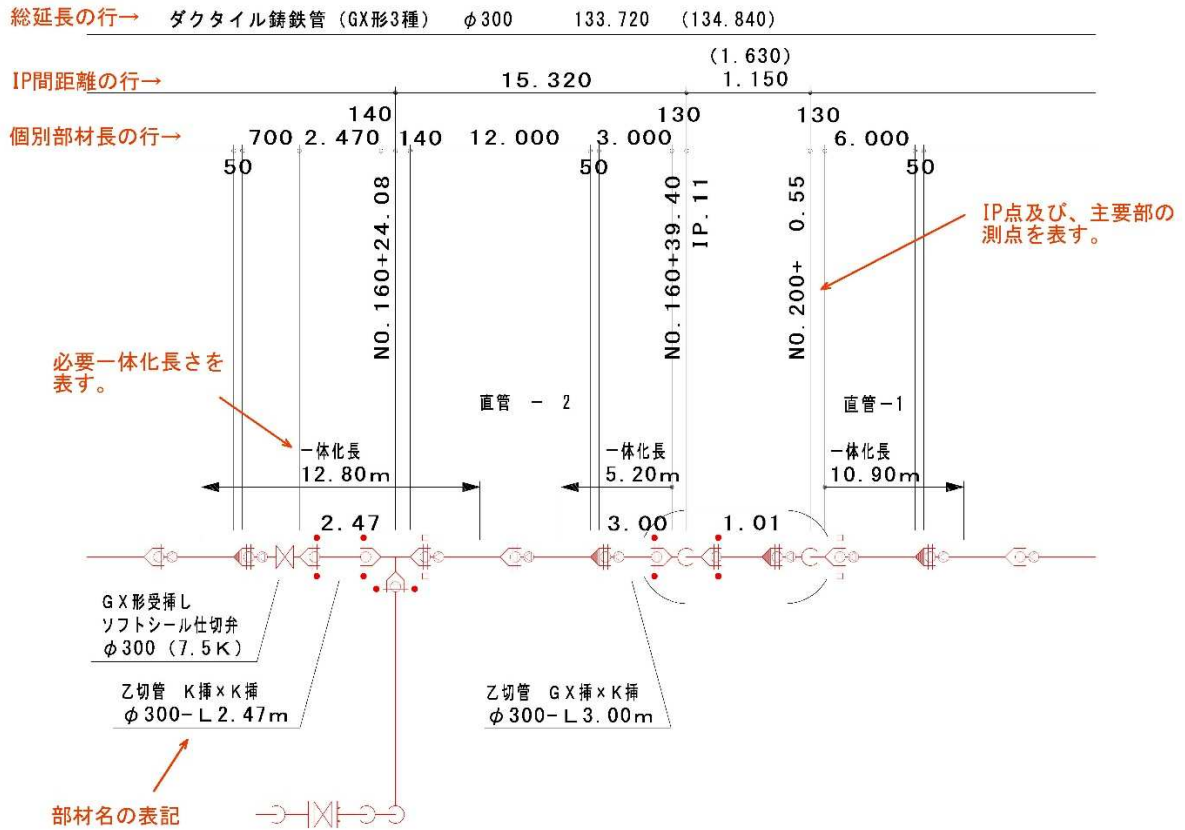 総延長の行→ ダクタイル鋳鉄管(GX形3種) φ300 133.720 (134.840)
(1.630)
IP間距離の行→ 15.320 1.150
140 130 130
個別部材長の行→ 700 2.470 140 12.000 3.000 6.000
50 50 50
NO.160+24.08
NO.160+39.40
IP.11
NO.200+ 0.55
IP点及び、主要部の
測点を表す。
必要一体化長さを
表す。
直管 - 2
直管-1
一体化長
12.80m
一体化長
5.20m
一体化長
10.90m
2.47 3.00 1.01
GX形受挿し
ソフトシール仕切弁
φ300(7.5K)
乙切管 K挿×K挿
φ300-L2.47m
乙切管 GX挿×K挿
φ300-L3.00m
部材名の表記